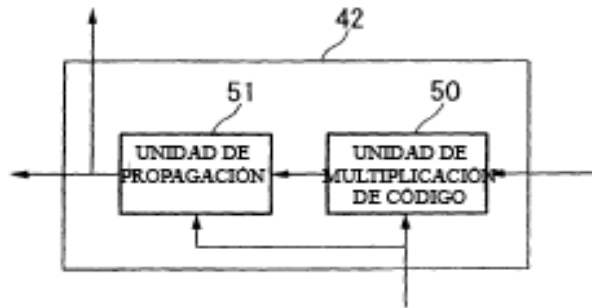 42
51
50
UNIDAD DE
PROPAGACIÓN
UNIDAD DE
MULTIPLICACIÓN
DE CÓDIGO